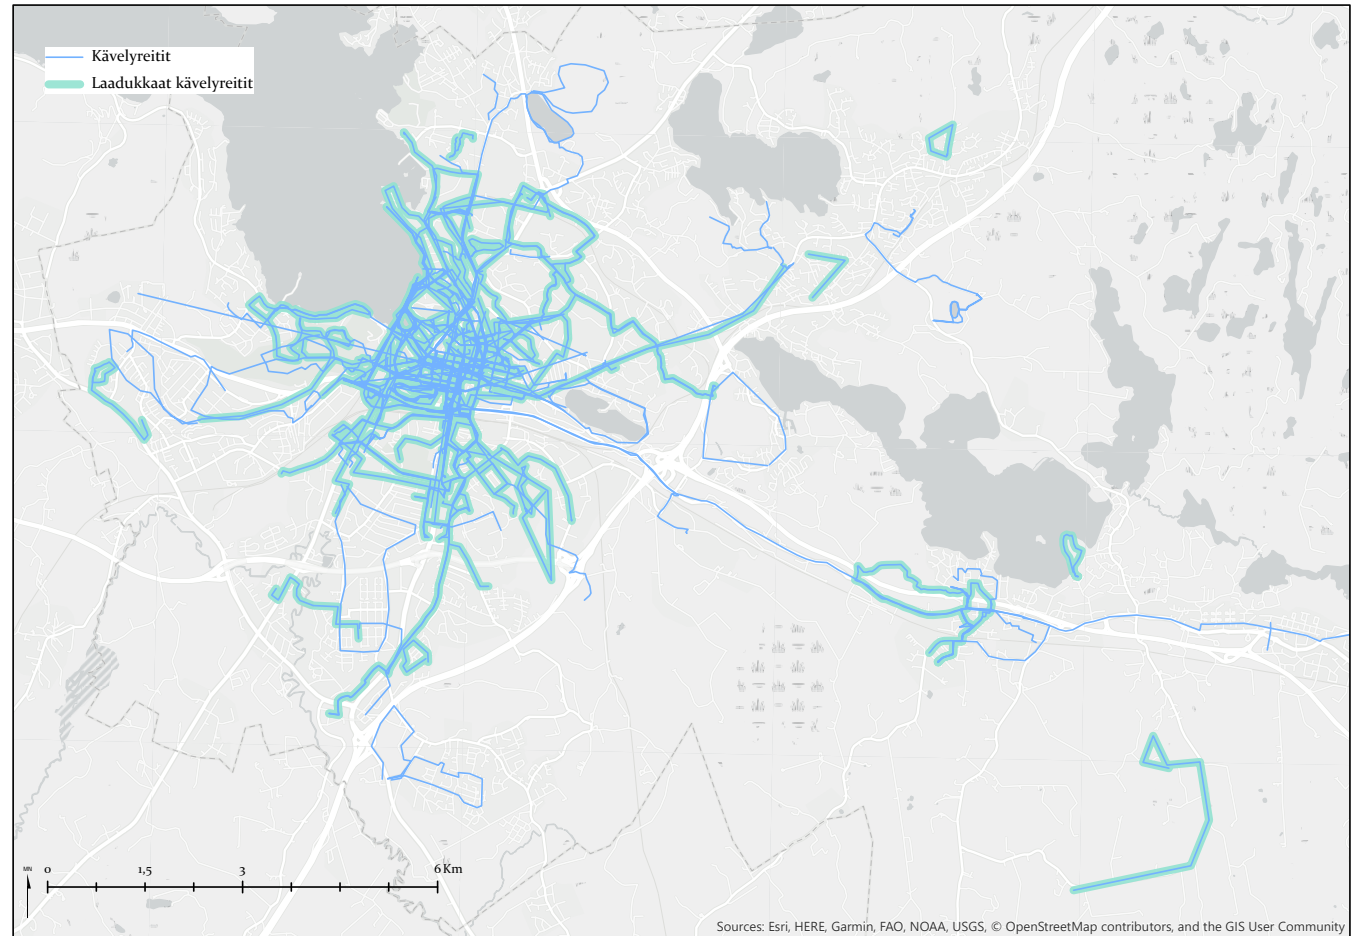 Kävelyreitit
Laadukkaat kävelyreitit
MN
0 1,5 3 6 Km
Sources: Esri, HERE, Garmin, FAO, NOAA, USGS, © OpenStreetMap contributors, and the GIS User Community